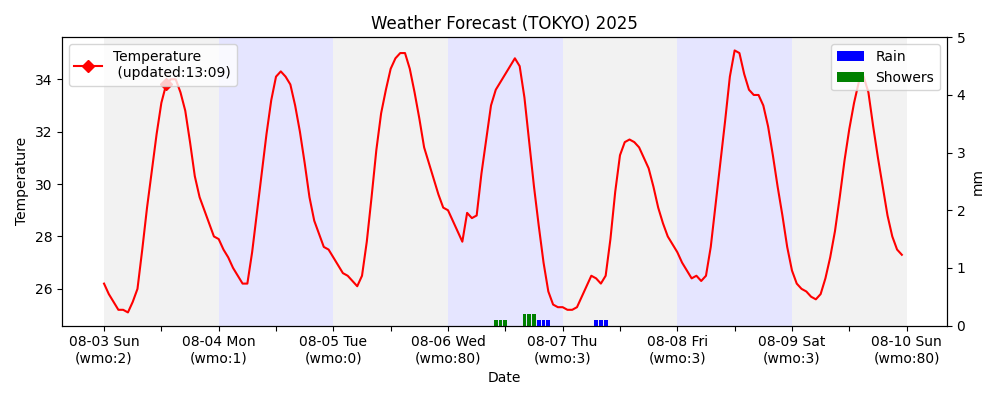 Weather Forecast (TOKYO) 2025
Temperature
(updated:13:09)
Rain
Showers
Temperature
34
32
30
28
26
5
4
3
2
1
0
mm
08-03 Sun
(wmo:2)
08-04 Mon
(wmo:1)
08-05 Tue
(wmo:0)
08-06 Wed
(wmo:80)
08-07 Thu
(wmo:3)
08-08 Fri
(wmo:3)
08-09 Sat
(wmo:3)
08-10 Sun
(wmo:80)
Date